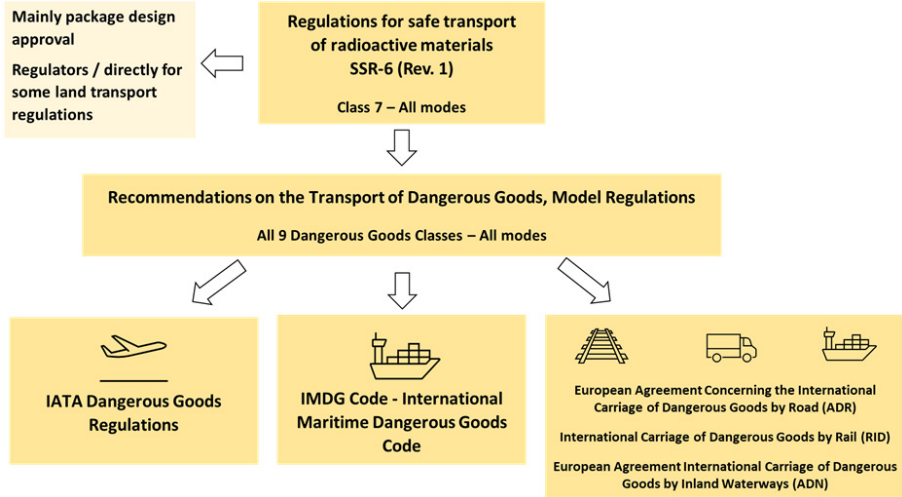 Mainly package design
approval
Regulators / directly for
some land transport
regulations
Regulations for safe transport
of radioactive materials
SSR-6 (Rev. 1)
Class 7 – All modes
Recommendations on the Transport of Dangerous Goods, Model Regulations
All 9 Dangerous Goods Classes – All modes
IATA Dangerous Goods
Regulations
IMDG Code - International
Maritime Dangerous Goods
Code
European Agreement Concerning the International
Carriage of Dangerous Goods by Road (ADR)
International Carriage of Dangerous Goods by Rail (RID)
European Agreement International Carriage of Dangerous
Goods by Inland Waterways (ADN)